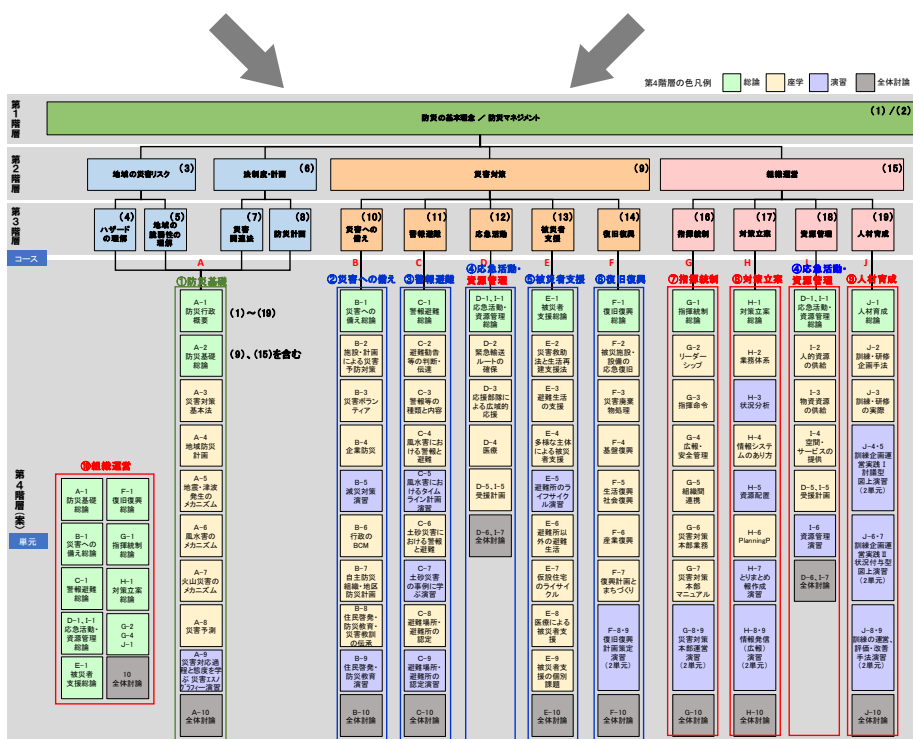 第4階層の色凡例 総論 座学 演習 全体討論
第1階層
防災の基本理念 / 防災マネジメント
(1) / (2)
第2階層
地域の災害リスク (3)
法制度・計画 (6)
災害対策 (9)
組織運営 (15)
第3階層
(4)
ハザードの理解
(5)
地域の脆弱性の理解
(7)
災害関連法
(8)
防災計画
(10)
災害への備え
(11)
警報避難
(12)
応急活動
(13)
被災者支援
(14)
復旧復興
(16)
指揮統制
(17)
対策立案
(18)
資源管理
(19)
人材育成
コース
A
①防災基礎
B
②災害への備え
C
③警報避難
D
④応急活動・資源管理
E
⑤被災者支援
F
⑥復旧復興
G
⑦指揮統制
H
⑧対策立案
I
④応急活動・資源管理
J
⑨人材育成
第4階層(案)
単元
⑩組織運営
A-1
防災基礎
総論
F-1
復旧復興
総論
B-1
災害への
備え総論
G-1
指揮統制
総論
C-1
警報避難
総論
H-1
対策立案
総論
D-1、I-1
応急活動・
資源管理
総論
G-2
G-4
J-1
E-1
被災者
支援総論
10
全体討論
A-1
防災行政
概要
(1)～(19)
A-2
防災基礎
総論
(9)、(15)を含む
A-3
災害対策
基本法
A-4
地域防災
計画
A-5
地震・津波
発生の
メカニズム
A-6
風水害の
メカニズム
A-7
火山災害の
メカニズム
A-8
災害予測
A-9
災害対応過
程と態度を学
ぶ 災害エスノ
グラフィー演習
A-10
全体討論
B-1
災害への
備え総論
B-2
施設・計画
による災害
予防対策
B-3
災害ボラン
ティア
B-4
企業防災
B-5
減災対策
演習
B-6
行政の
BCM
B-7
自主防災
組織・地区
防災計画
B-8
住民啓発・
防災教育・
災害教訓
の伝承
B-9
住民啓発・
防災教育
演習
B-10
全体討論
C-1
警報避難
総論
C-2
避難勧告
等の判断・
伝達
C-3
警報等の
種類と内容
C-4
風水害に
おける警報
と避難
C-5
風水害に
おけるタイム
ライン計画
演習
C-6
土砂災害に
おける警報
と避難
C-7
土砂災害
の事例に学
ぶ演習
C-8
避難場所・
避難所の
認定
C-9
避難場所・
避難所の
認定演習
C-10
全体討論
D-1、I-1
応急活動・
資源管理
総論
D-2
緊急輸送
ルートの
確保
D-3
応援部隊
による広域的
応援
D-4
医療
D-5、I-5
受援計画
D-6、I-7
全体討論
E-1
被災者
支援総論
E-2
災害救助
法と生活再
建支援法
E-3
避難生活
の支援
E-4
多様な主体
による被災
者支援
E-5
避難所のラ
イフサイク
ル演習
E-6
避難所以
外の避難
生活
E-7
仮設住宅
のライサイ
クル
E-8
医療による
被災者支
援
E-9
被災者支
援の個別
課題
E-10
全体討論
F-1
復旧復興
総論
F-2
被災施設・
設備の
応急復旧
F-3
災害廃棄
物処理
F-4
基盤復興
F-5
生活復興
社会復興
F-6
産業復興
F-7
復興計画と
まちづくり
F-8・9
復旧復興
計画策定
演習
(2単元)
F-10
全体討論
G-1
指揮統制
総論
G-2
リーダー
シップ
G-3
指揮命令
G-4
広報・
安全管理
G-5
組織間
連携
G-6
災害対策
本部業務
G-7
災害対策
本部
マニュアル
G-8・9
災害対策
本部運営
演習
(2単元)
G-10
全体討論
H-1
対策立案
総論
H-2
業務体系
H-3
状況分析
H-4
情報システ
ムのあり方
H-5
資源配置
H-6
PlanningP
H-7
とりまとめ
報作成
演習
H-8・9
情報発信
(広報)
演習
(2単元)
H-10
全体討論
D-1、I-1
応急活動・
資源管理
総論
I-2
人的資源
の供給
I-3
物資資源
の供給
I-4
空間・
サービスの
提供
D-5、I-5
受援計画
I-6
資源管理
演習
D-6、I-7
全体討論
J-1
人材育成
総論
J-2
訓練・研修
企画手法
J-3
訓練・研修
の実際
J-4・5
訓練企画運
営実践Ⅰ
討議型
図上演習
(2単元)
J-6・7
訓練企画運
営実践Ⅱ
状況付与型
図上演習
(2単元)
J-8・9
訓練の運営、
評価・改善
手法演習
(2単元)
J-10
全体討論